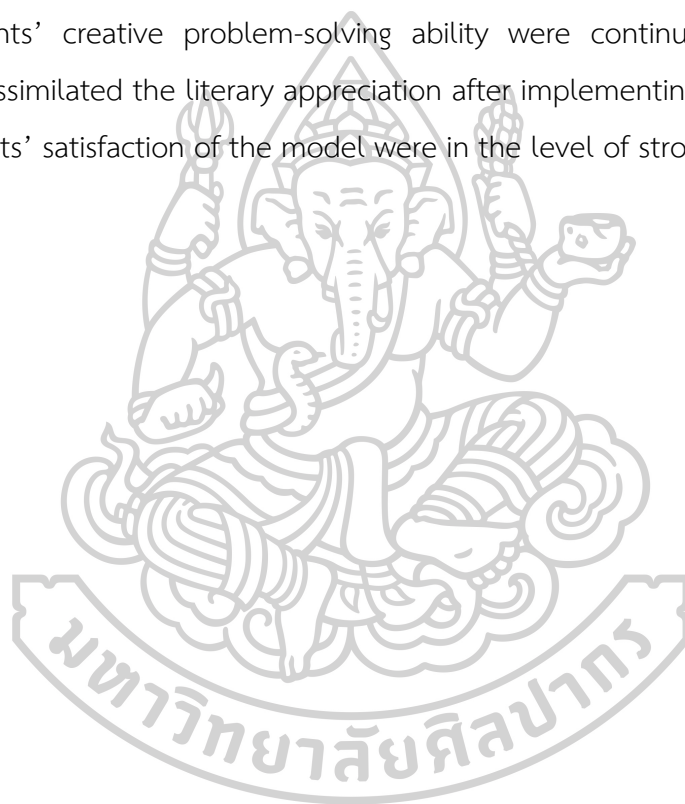 nts’ creative problem-solving ability were continu
ssimilated the literary appreciation after implementin
ts’ satisfaction of the model were in the level of stro
มหาวิทยาลัยศิลปากร